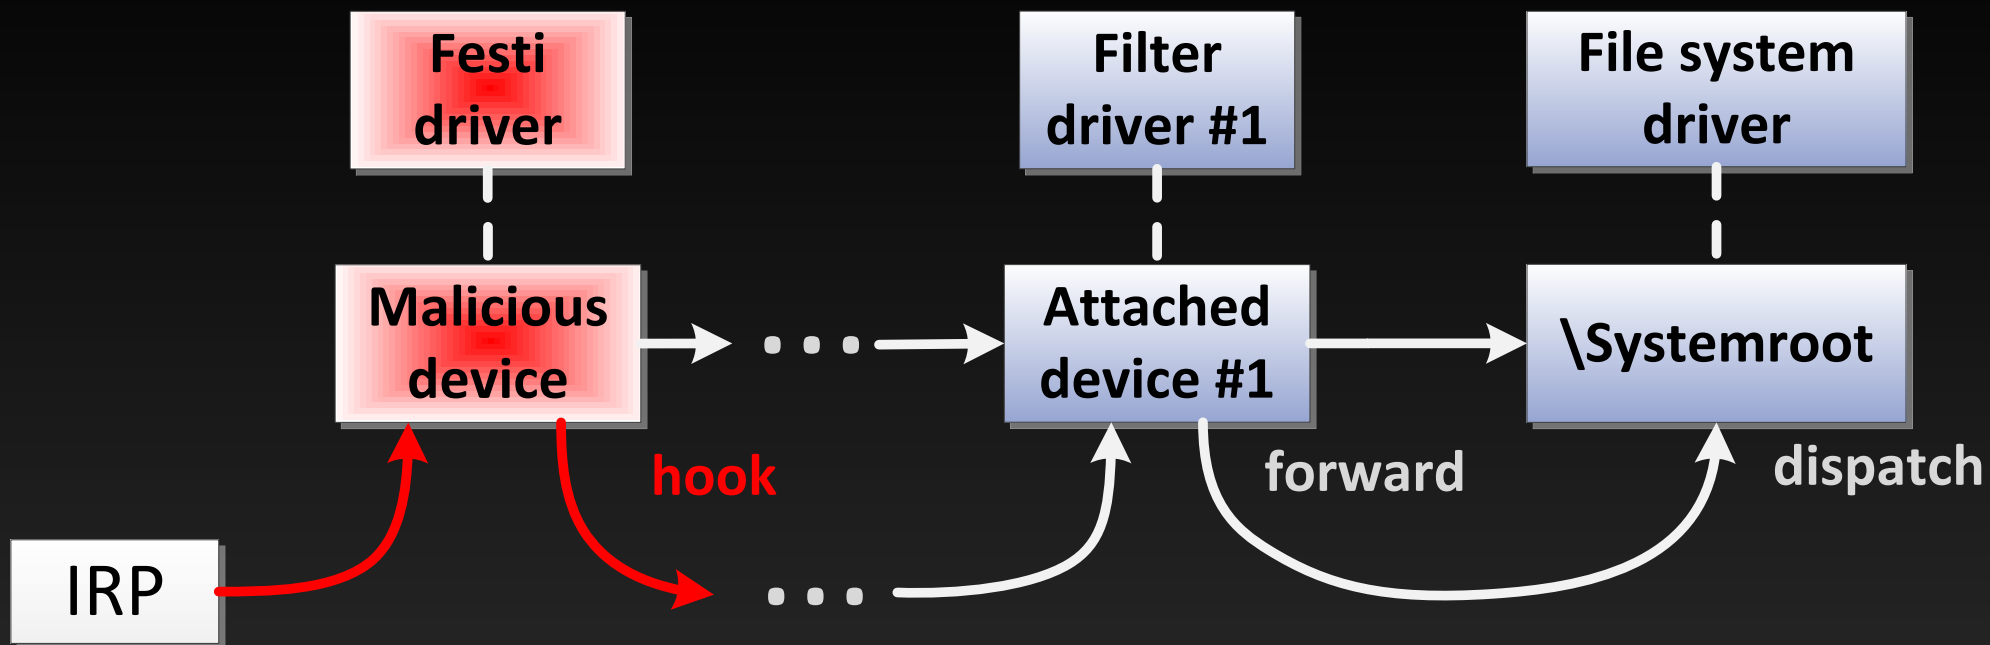 Festi
driver
Filter
driver #1
File system
driver
Malicious
device
...
Attached
device #1
\Systemroot
hook
forward
dispatch
IRP
...